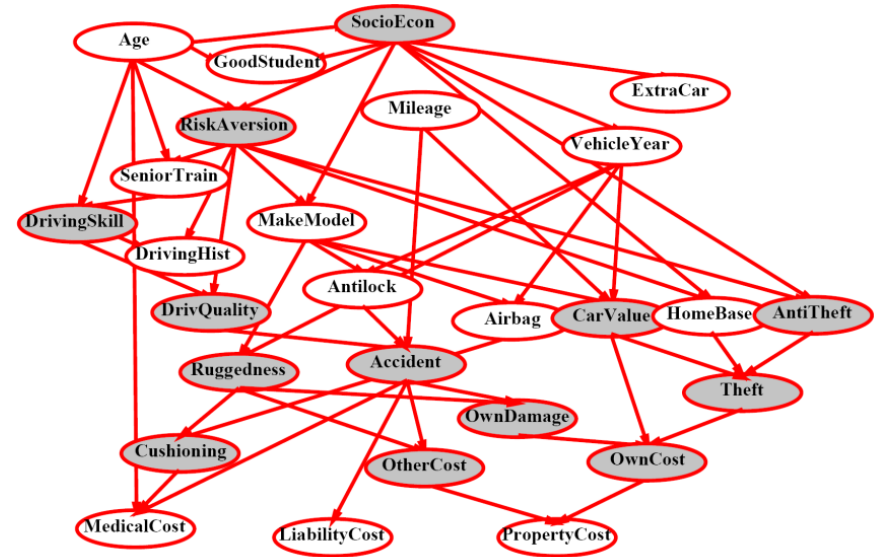 SocioEcon
Age
GoodStudent
ExtraCar
Mileage
RiskAversion
VehicleYear
SeniorTrain
DrivingSkill
MakeModel
DrivingHist
Antilock
DrivQuality
Airbag
CarValue
HomeBase
AntiTheft
Ruggedness
Accident
Theft
OwnDamage
Cushioning
OtherCost
OwnCost
MedicalCost
LiabilityCost
PropertyCost